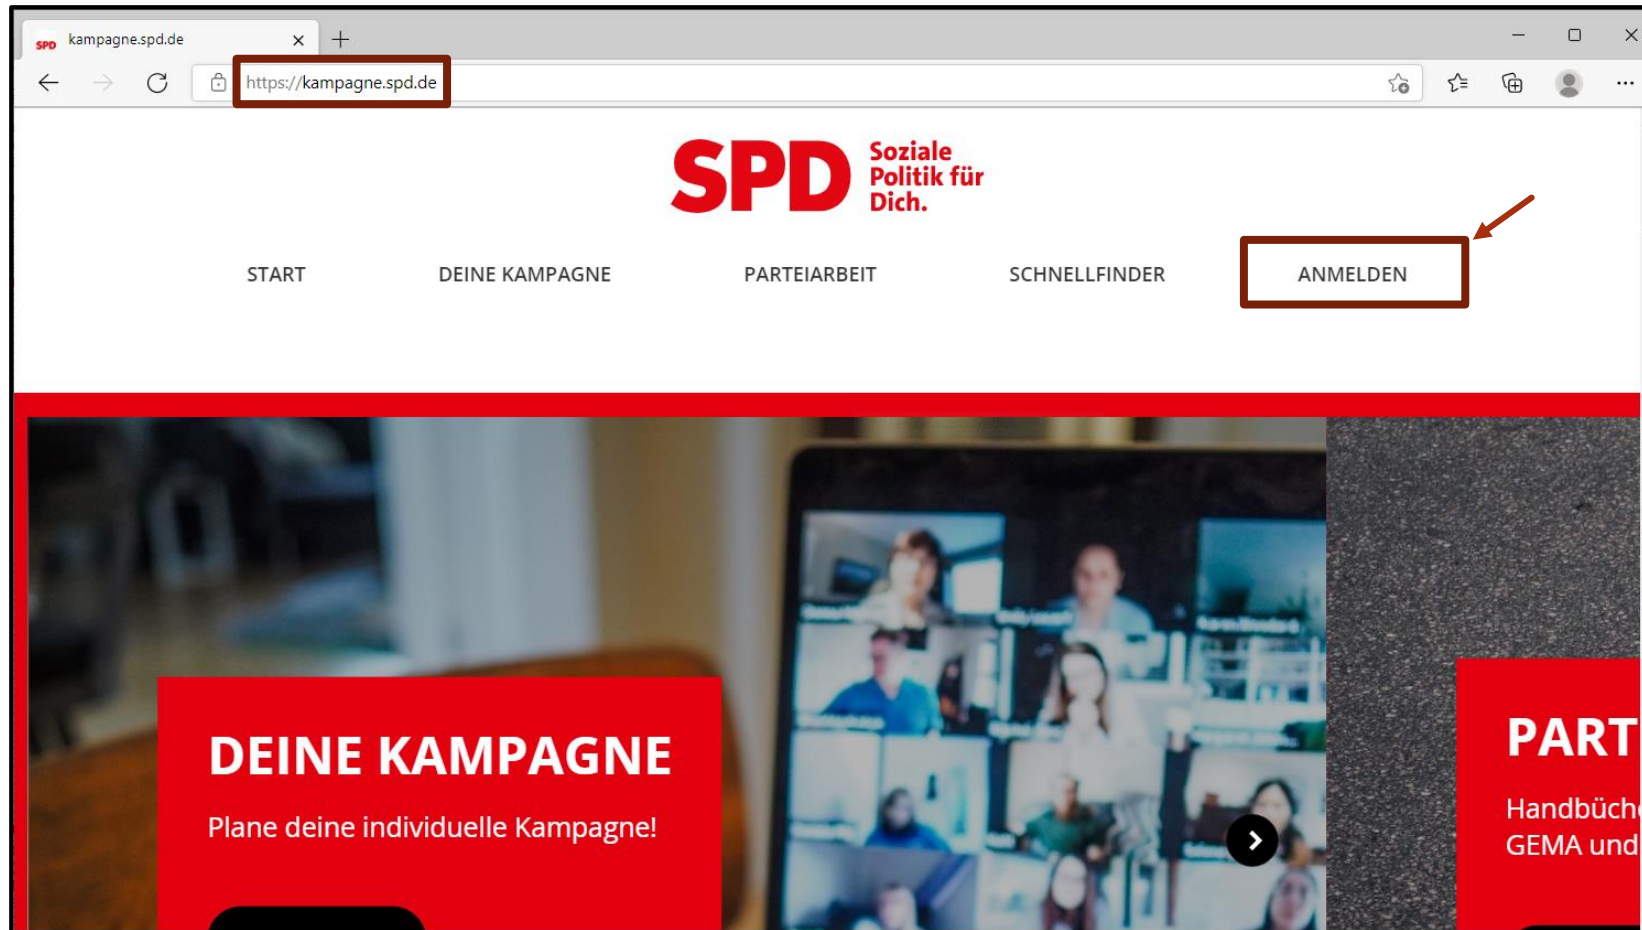 SPD kampagne.spd.de
https://kampagne.spd.de
SPD
Soziale
Politik für
Dich.
START DEINE KAMPAGNE PARTEIARBEIT SCHNELLFINDER ANMELDEN
DEINE KAMPAGNE
Plane deine individuelle Kampagne!
PART
Handbüch
GEMA und